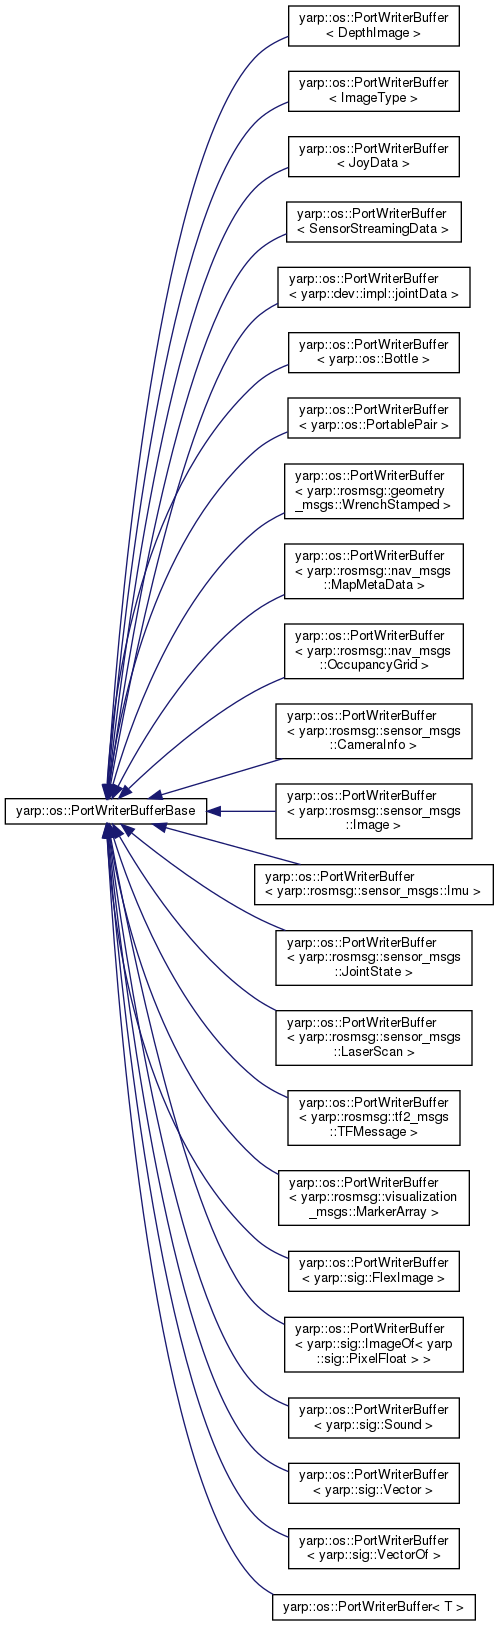 yarp::os::PortWriterBuffer
< DepthImage >
yarp::os::PortWriterBuffer
< ImageType >
yarp::os::PortWriterBuffer
< JoyData >
yarp::os::PortWriterBuffer
< SensorStreamingData >
yarp::os::PortWriterBuffer
< yarp::dev::impl::jointData >
yarp::os::PortWriterBuffer
< yarp::os::Bottle >
yarp::os::PortWriterBuffer
< yarp::os::PortablePair >
yarp::os::PortWriterBuffer
< yarp::rosmsg::geometry
_msgs::WrenchStamped >
yarp::os::PortWriterBuffer
< yarp::rosmsg::nav_msgs
::MapMetaData >
yarp::os::PortWriterBuffer
< yarp::rosmsg::nav_msgs
::OccupancyGrid >
yarp::os::PortWriterBuffer
< yarp::rosmsg::sensor_msgs
::CameraInfo >
yarp::os::PortWriterBufferBase
yarp::os::PortWriterBuffer
< yarp::rosmsg::sensor_msgs
::Image >
yarp::os::PortWriterBuffer
< yarp::rosmsg::sensor_msgs::Imu >
yarp::os::PortWriterBuffer
< yarp::rosmsg::sensor_msgs
::JointState >
yarp::os::PortWriterBuffer
< yarp::rosmsg::sensor_msgs
::LaserScan >
yarp::os::PortWriterBuffer
< yarp::rosmsg::tf2_msgs
::TFMessage >
yarp::os::PortWriterBuffer
< yarp::rosmsg::visualization
_msgs::MarkerArray >
yarp::os::PortWriterBuffer
< yarp::sig::FlexImage >
yarp::os::PortWriterBuffer
< yarp::sig::ImageOf< yarp
::sig::PixelFloat > >
yarp::os::PortWriterBuffer
< yarp::sig::Sound >
yarp::os::PortWriterBuffer
< yarp::sig::Vector >
yarp::os::PortWriterBuffer
< yarp::sig::VectorOf >
yarp::os::PortWriterBuffer< T >